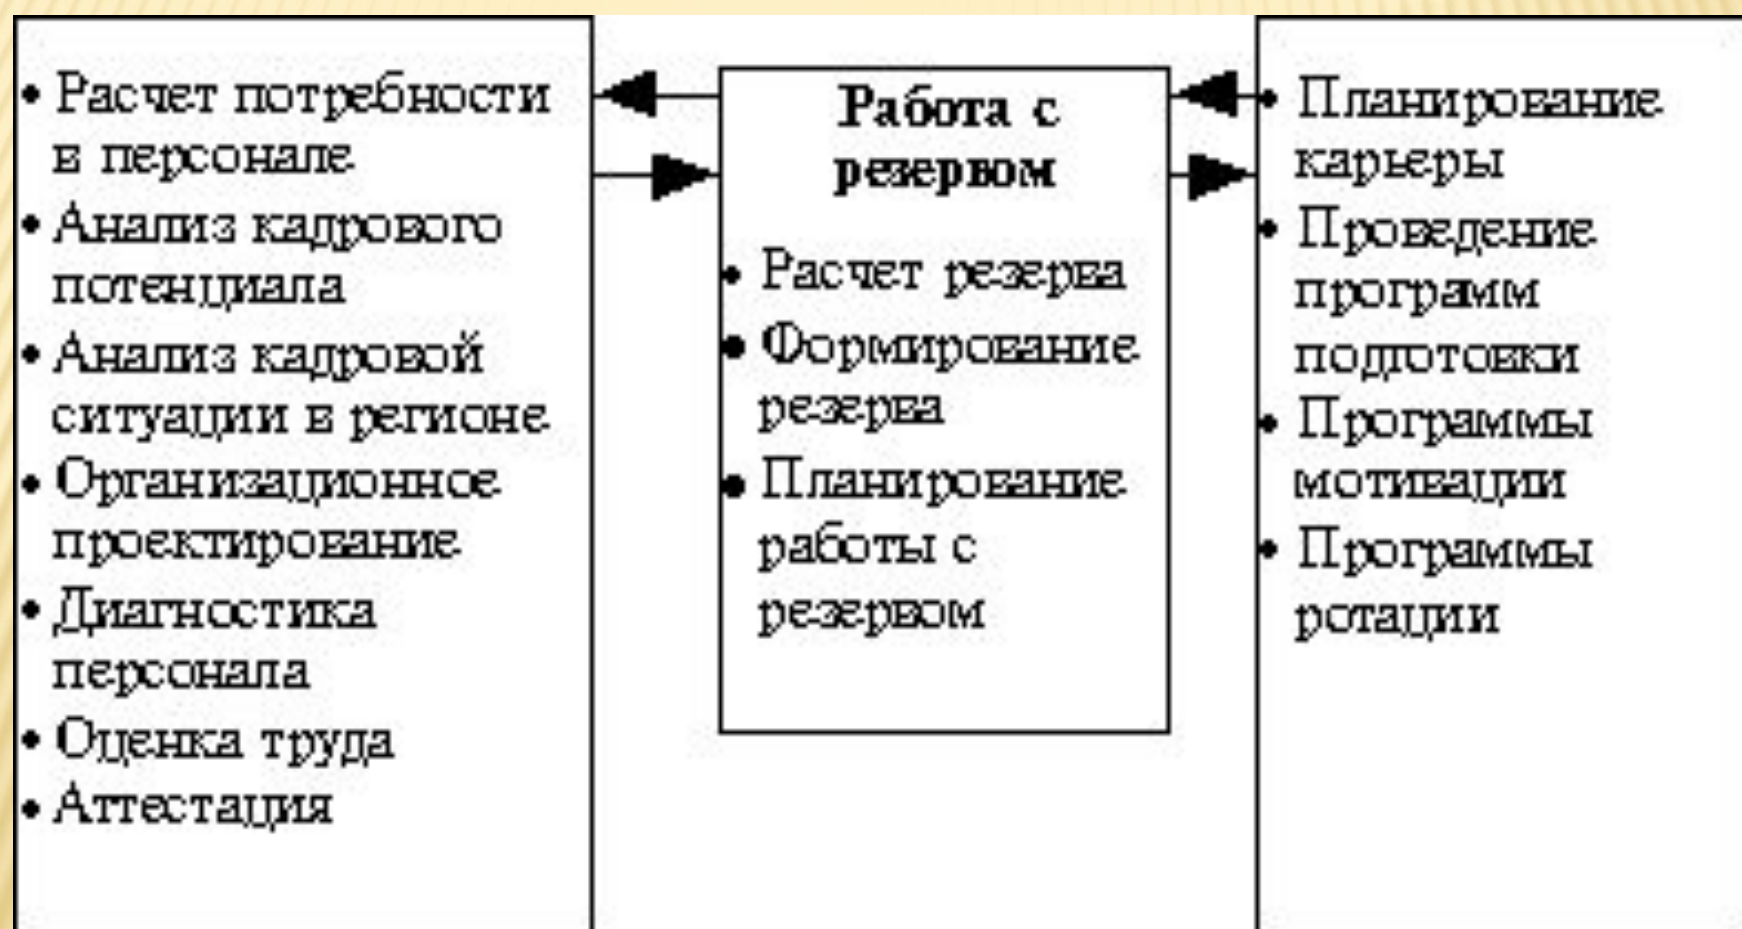 • Расчет потребности
в персонале
• Анализ кадрового
потенциала
• Анализ кадровой
ситуации в регионе
• Организационное
проектирование
• Диагностика
персонала
• Оценка труда
• Аттестация
Работа с
резервом
• Расчет резерва
• Формирование
резерва
• Планирование
работы с
резервом
• Планирование
карьеры
• Проведение
программ
подготовки
• Программы
мотивации
• Программы
ротации